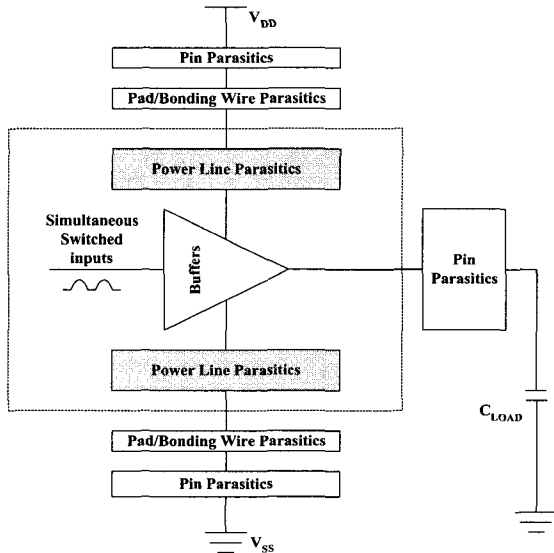 V_DD
Pin Parasitics
Pad/Bonding Wire Parasitics
Power Line Parasitics
Simultaneous
Switched
inputs
Buffers
Pin
Parasitics
Power Line Parasitics
C_LOAD
Pad/Bonding Wire Parasitics
Pin Parasitics
V_SS